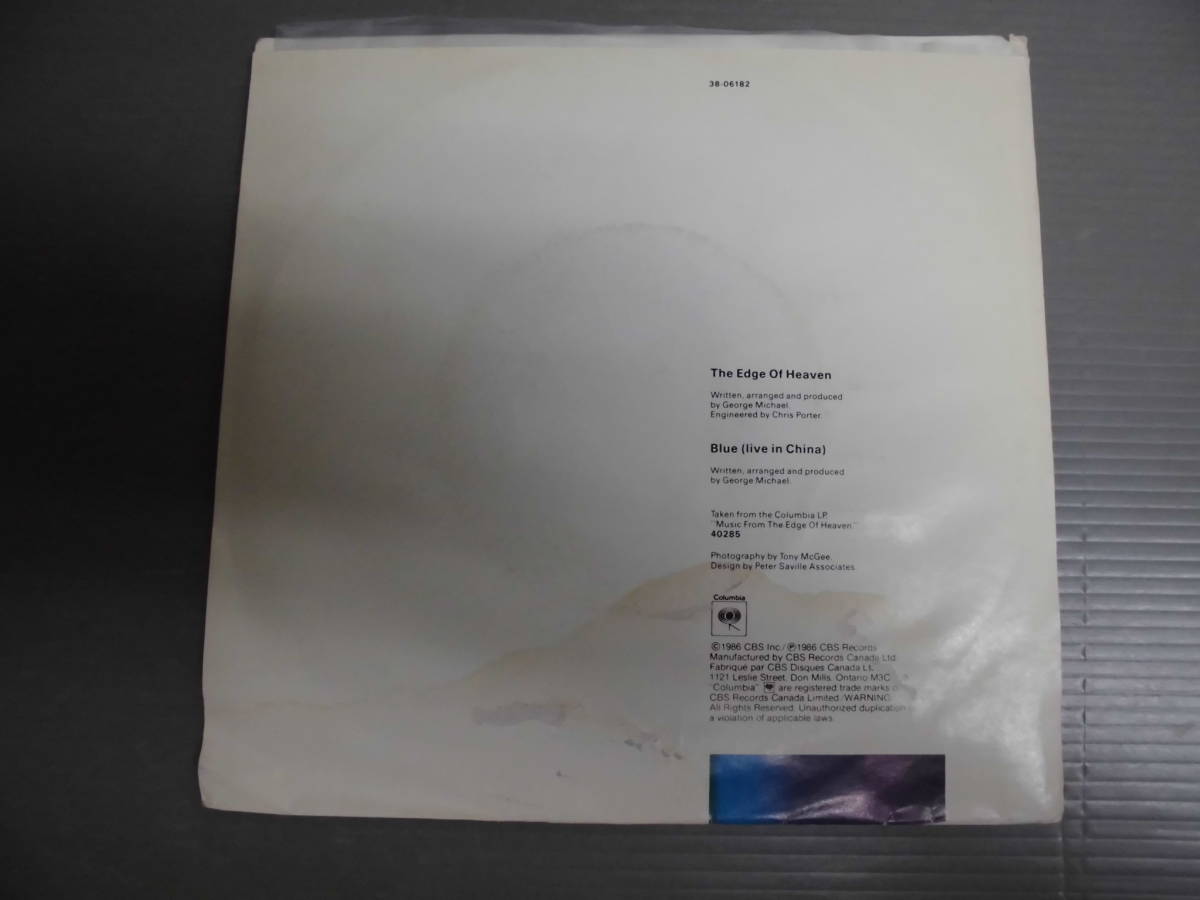 38-06182
The Edge Of Heaven
Written, arranged and produced
by George Michael.
Engineered by Chris Porter.
Blue (live in China)
Written, arranged and produced
by George Michael.
Taken from the Columbia LP.
"Music From The Edge Of Heaven."
40285
Photography by Tony McGee.
Design by Peter Saville Associates.
Columbia
©1986 CBS Inc./℗1986 CBS Records
Manufactured by CBS Records Canada Ltd.
Fabriqué par CBS Disques Canada Lt.
1121 Leslie Street, Don Mills, Ontario M3C
"Columbia" are registered trade marks
CBS Records Canada Limited./WARNING:
All Rights Reserved. Unauthorized duplication
a violation of applicable laws.